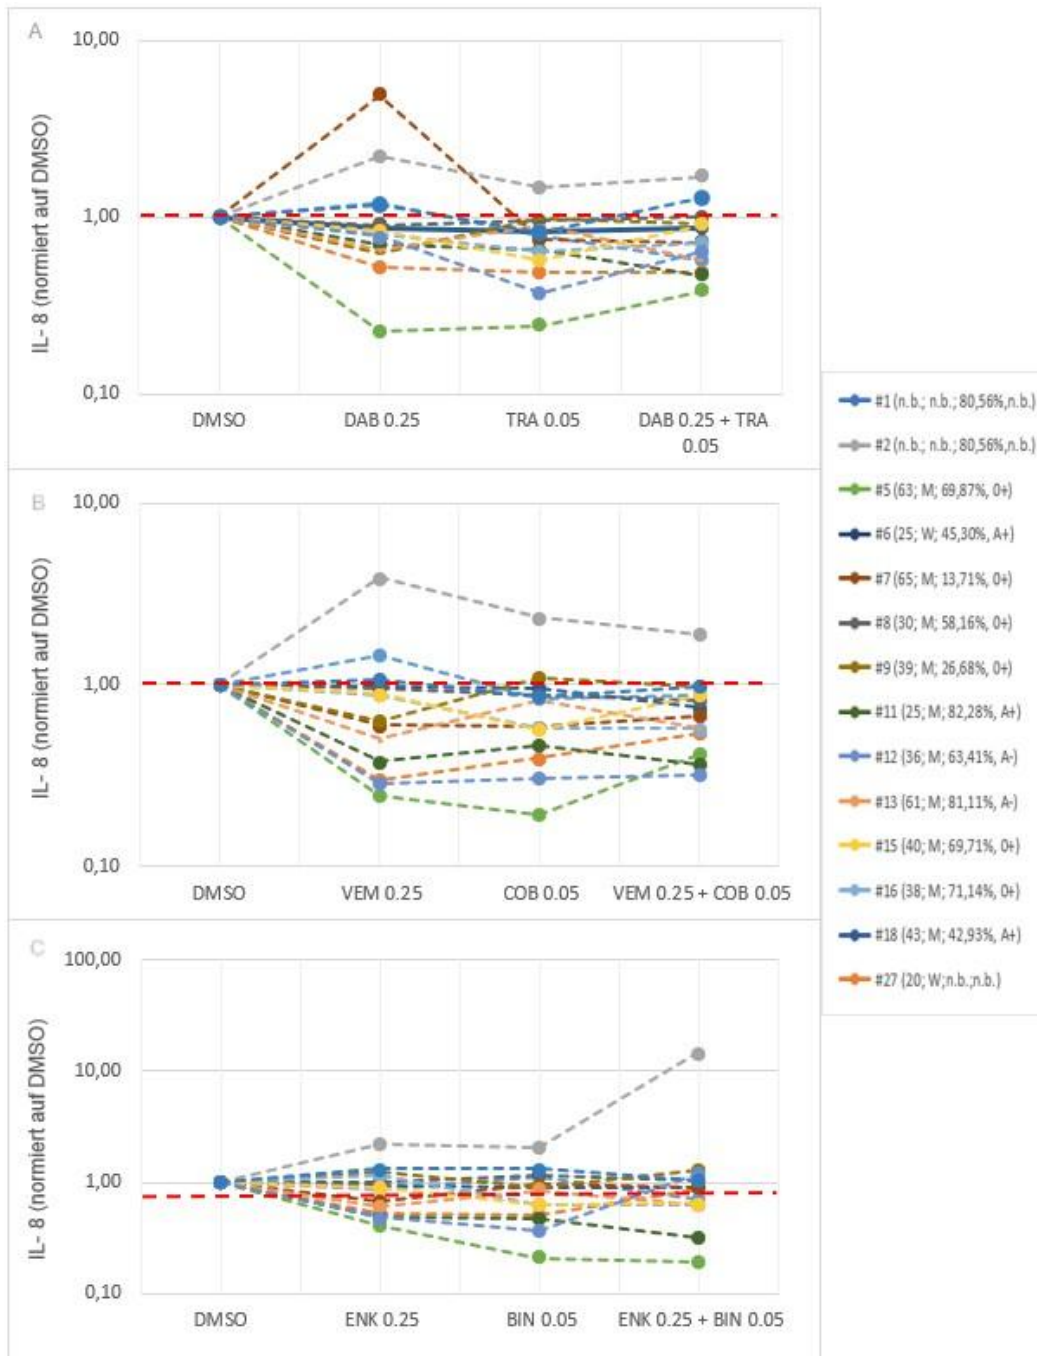 A
10,00
1,00
0,10
IL- 8 (normiert auf DMSO)
DMSO
DAB 0.25
TRA 0.05
DAB 0.25 + TRA
0.05
B
10,00
1,00
0,10
IL- 8 (normiert auf DMSO)
DMSO
VEM 0.25
COB 0.05
VEM 0.25 + COB 0.05
C
100,00
10,00
1,00
0,10
IL- 8 (normiert auf DMSO)
DMSO
ENK 0.25
BIN 0.05
ENK 0.25 + BIN 0.05
#1 (n.b.; n.b.; 80,56%,n.b.)
#2 (n.b.; n.b.; 80,56%,n.b.)
#5 (63; M; 69,87%, 0+)
#6 (25; W; 45,30%, A+)
#7 (65; M; 13,71%, 0+)
#8 (30; M; 58,16%, 0+)
#9 (39; M; 26,68%, 0+)
#11 (25; M; 82,28%, A+)
#12 (36; M; 63,41%, A-)
#13 (61; M; 81,11%, A-)
#15 (40; M; 69,71%, 0+)
#16 (38; M; 71,14%, 0+)
#18 (43; M; 42,93%, A+)
#27 (20; W;n.b.;n.b.)